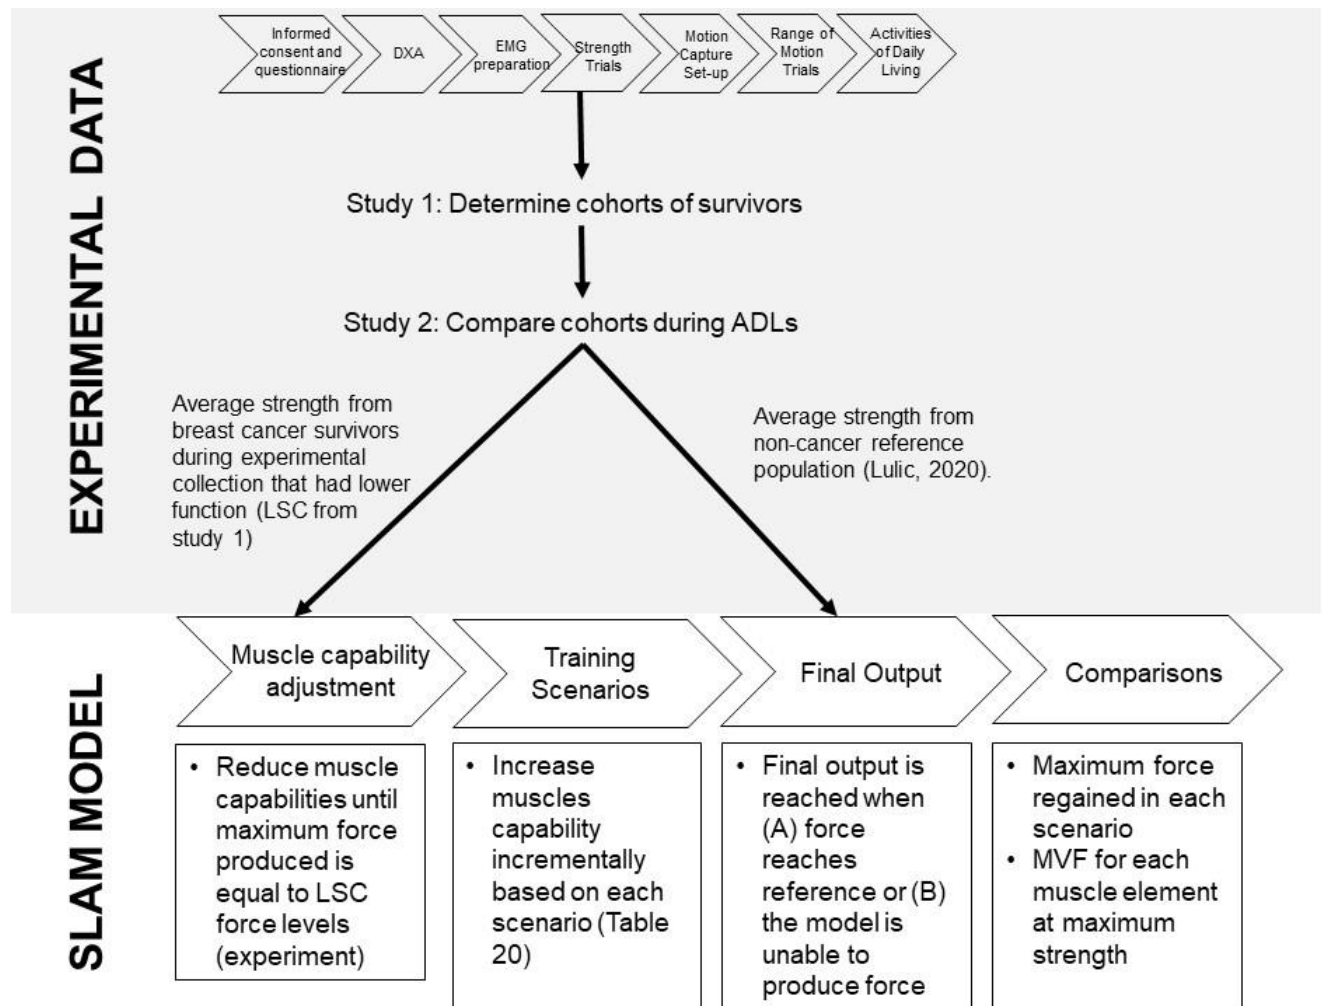 EXPERIMENTAL DATA
Informed
consent and
questionnaire
DXA
EMG
preparation
Strength
Trials
Motion
Capture
Set-up
Range of
Motion
Trials
Activities
of Daily
Living
Study 1: Determine cohorts of survivors
Study 2: Compare cohorts during ADLs
Average strength from
breast cancer survivors
during experimental
collection that had lower
function (LSC from
study 1)
Average strength from
non-cancer reference
population (Lulic, 2020).
SLAM MODEL
Muscle capability
adjustment
Training
Scenarios
Final Output
Comparisons
• Reduce muscle
capabilities until
maximum force
produced is
equal to LSC
force levels
(experiment)
• Increase
muscles
capability
incrementally
based on each
scenario (Table
20)
• Final output is
reached when
(A) force
reaches
reference or (B)
the model is
unable to
produce force
• Maximum force
regained in each
scenario
• MVF for each
muscle element
at maximum
strength